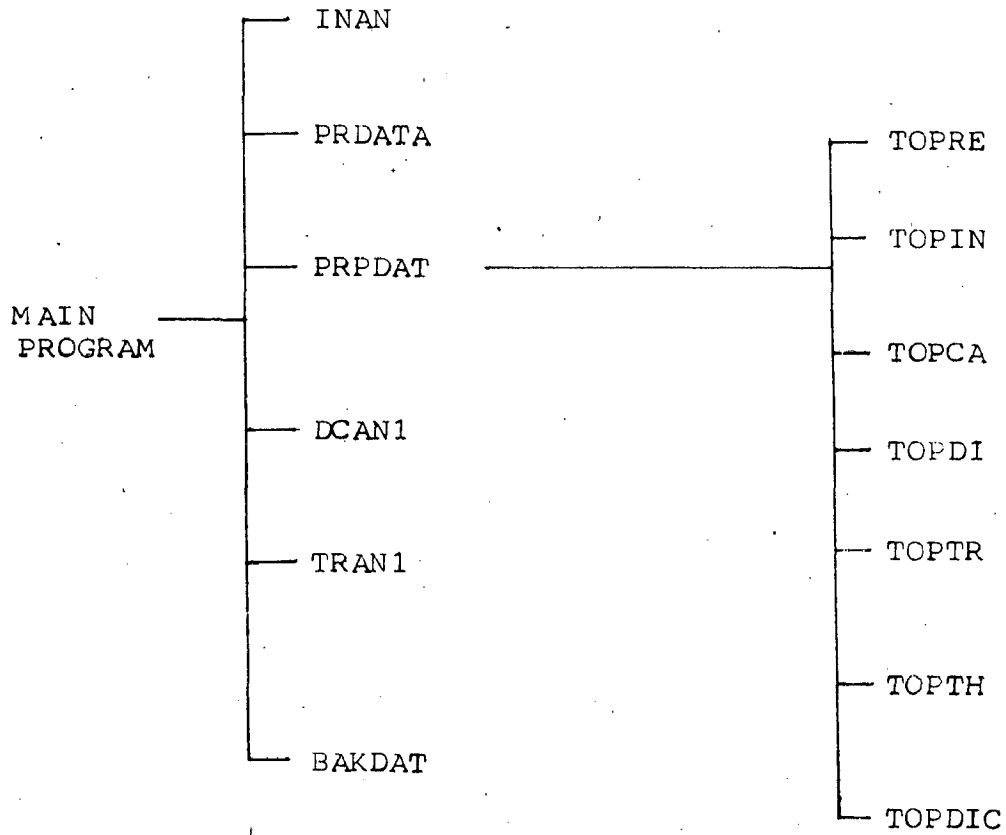 INAN
PRDATA
PRPDAT
MAIN
PROGRAM
DCAN1
TRAN1
BAKDAT
TOPRE
TOPIN
TOPCA
TOPDI
TOPTR
TOPTH
TOPDIC